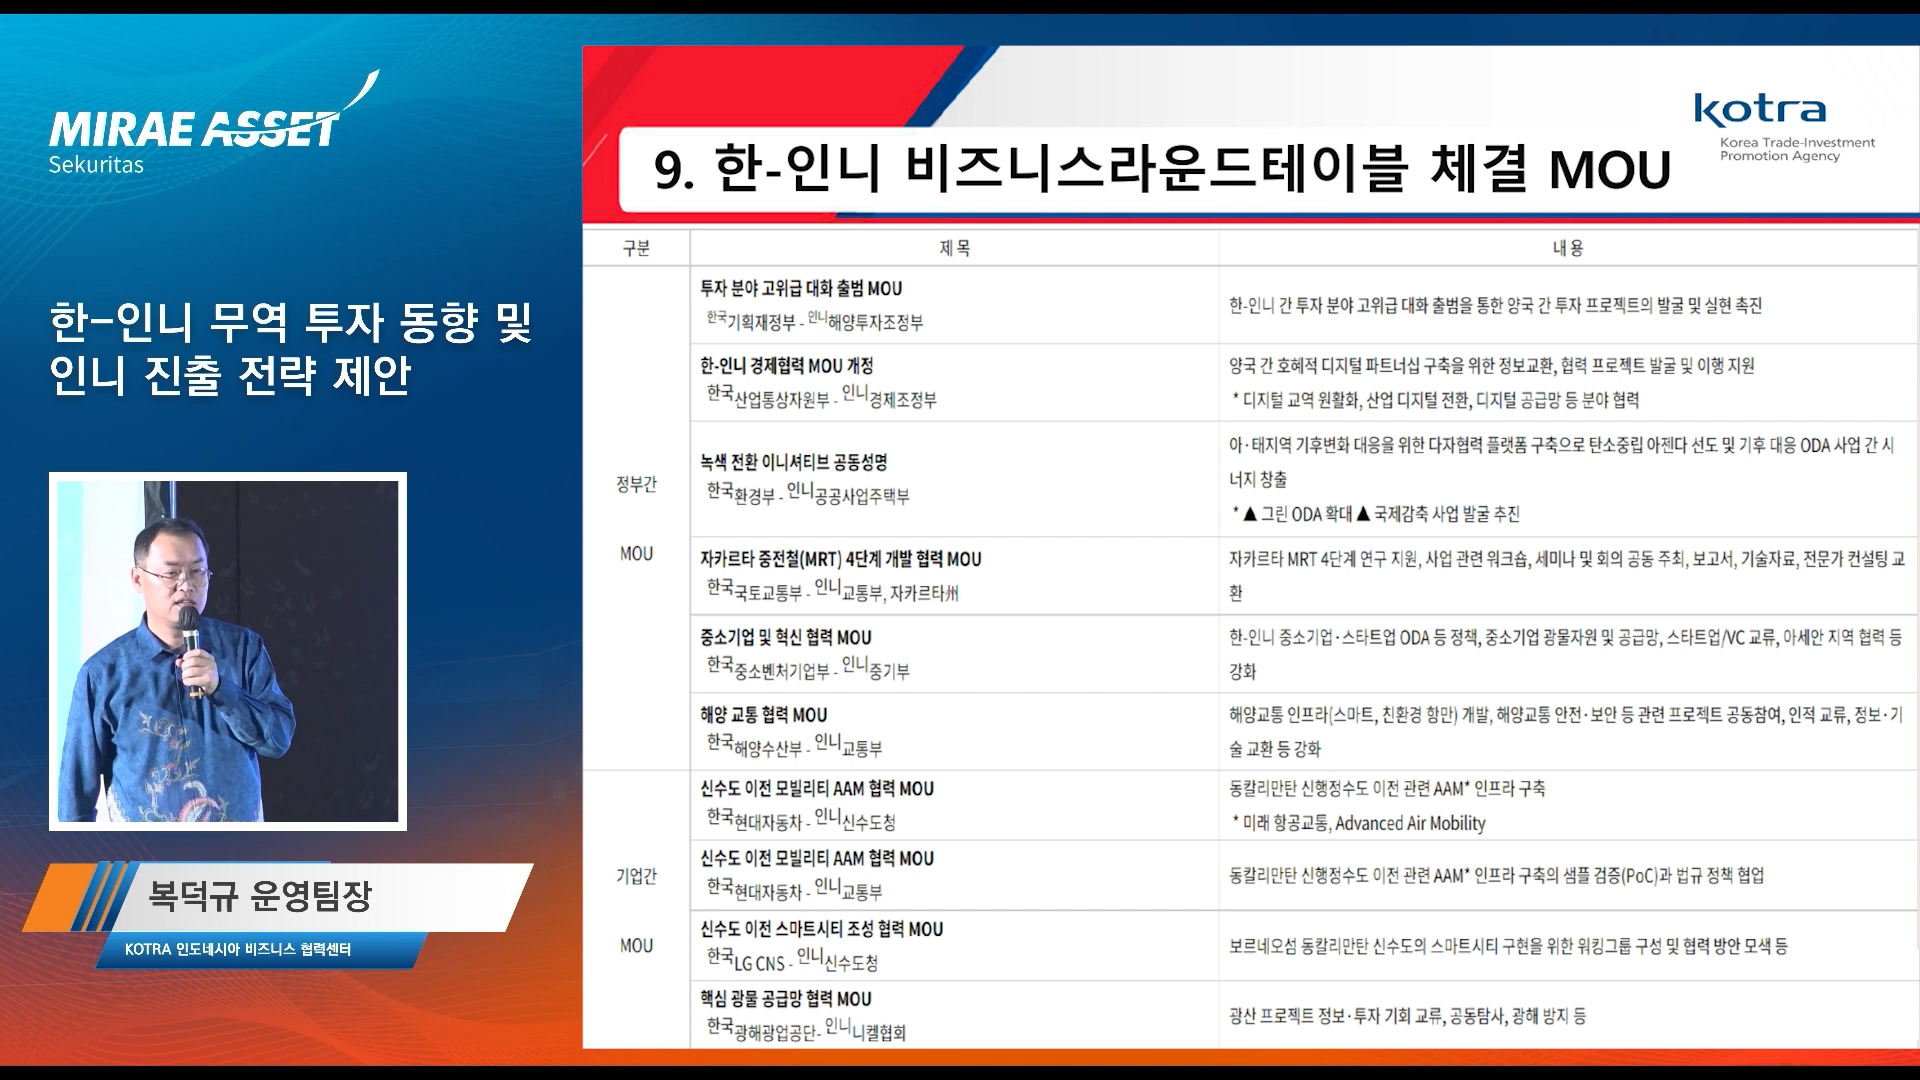 MIRAE ASSET
Sekuritas
한-인니 무역 투자 동향 및
인니 진출 전략 제안
복덕규 운영팀장
KOTRA 인도네시아 비즈니스 협력센터
kotra
Korea Trade-Investment
Promotion Agency
9. 한-인니 비즈니스라운드테이블 체결 MOU
구분 제 목 내 용
정부간
MOU
투자 분야 고위급 대화 출범 MOU
한국기획재정부 - 인니해양투자조정부
한-인니 간 투자 분야 고위급 대화 출범을 통한 양국 간 투자 프로젝트의 발굴 및 실현 촉진
한-인니 경제협력 MOU 개정
한국산업통상자원부 - 인니경제조정부
양국 간 호혜적 디지털 파트너십 구축을 위한 정보교환, 협력 프로젝트 발굴 및 이행 지원
* 디지털 교역 원활화, 산업 디지털 전환, 디지털 공급망 등 분야 협력
녹색 전환 이니셔티브 공동성명
한국환경부 - 인니공공사업주택부
아·태지역 기후변화 대응을 위한 다자협력 플랫폼 구축으로 탄소중립 아젠다 선도 및 기후 대응 ODA 사업 간 시
너지 창출
* ▲ 그린 ODA 확대 ▲ 국제감축 사업 발굴 추진
자카르타 중전철(MRT) 4단계 개발 협력 MOU
한국국토교통부 - 인니교통부, 자카르타州
자카르타 MRT 4단계 연구 지원, 사업 관련 워크숍, 세미나 및 회의 공동 주최, 보고서, 기술자료, 전문가 컨설팅 교
환
중소기업 및 혁신 협력 MOU
한국중소벤처기업부 - 인니중기부
한-인니 중소기업·스타트업 ODA 등 정책, 중소기업 광물자원 및 공급망, 스타트업/VC 교류, 아세안 지역 협력 등
강화
해양 교통 협력 MOU
한국해양수산부 - 인니교통부
해양교통 인프라(스마트, 친환경 항만) 개발, 해양교통 안전·보안 등 관련 프로젝트 공동참여, 인적 교류, 정보·기
술 교환 등 강화
기업간
MOU
신수도 이전 모빌리티 AAM 협력 MOU
한국현대자동차 - 인니신수도청
동칼리만탄 신행정수도 이전 관련 AAM* 인프라 구축
* 미래 항공교통, Advanced Air Mobility
신수도 이전 모빌리티 AAM 협력 MOU
한국현대자동차 - 인니교통부
동칼리만탄 신행정수도 이전 관련 AAM* 인프라 구축의 샘플 검증(PoC)과 법규 정책 협업
신수도 이전 스마트시티 조성 협력 MOU
한국LG CNS - 인니신수도청
보르네오섬 동칼리만탄 신수도의 스마트시티 구현을 위한 워킹그룹 구성 및 협력 방안 모색 등
핵심 광물 공급망 협력 MOU
한국광해광업공단- 인니니켈협회
광산 프로젝트 정보·투자 기회 교류, 공동탐사, 광해 방지 등